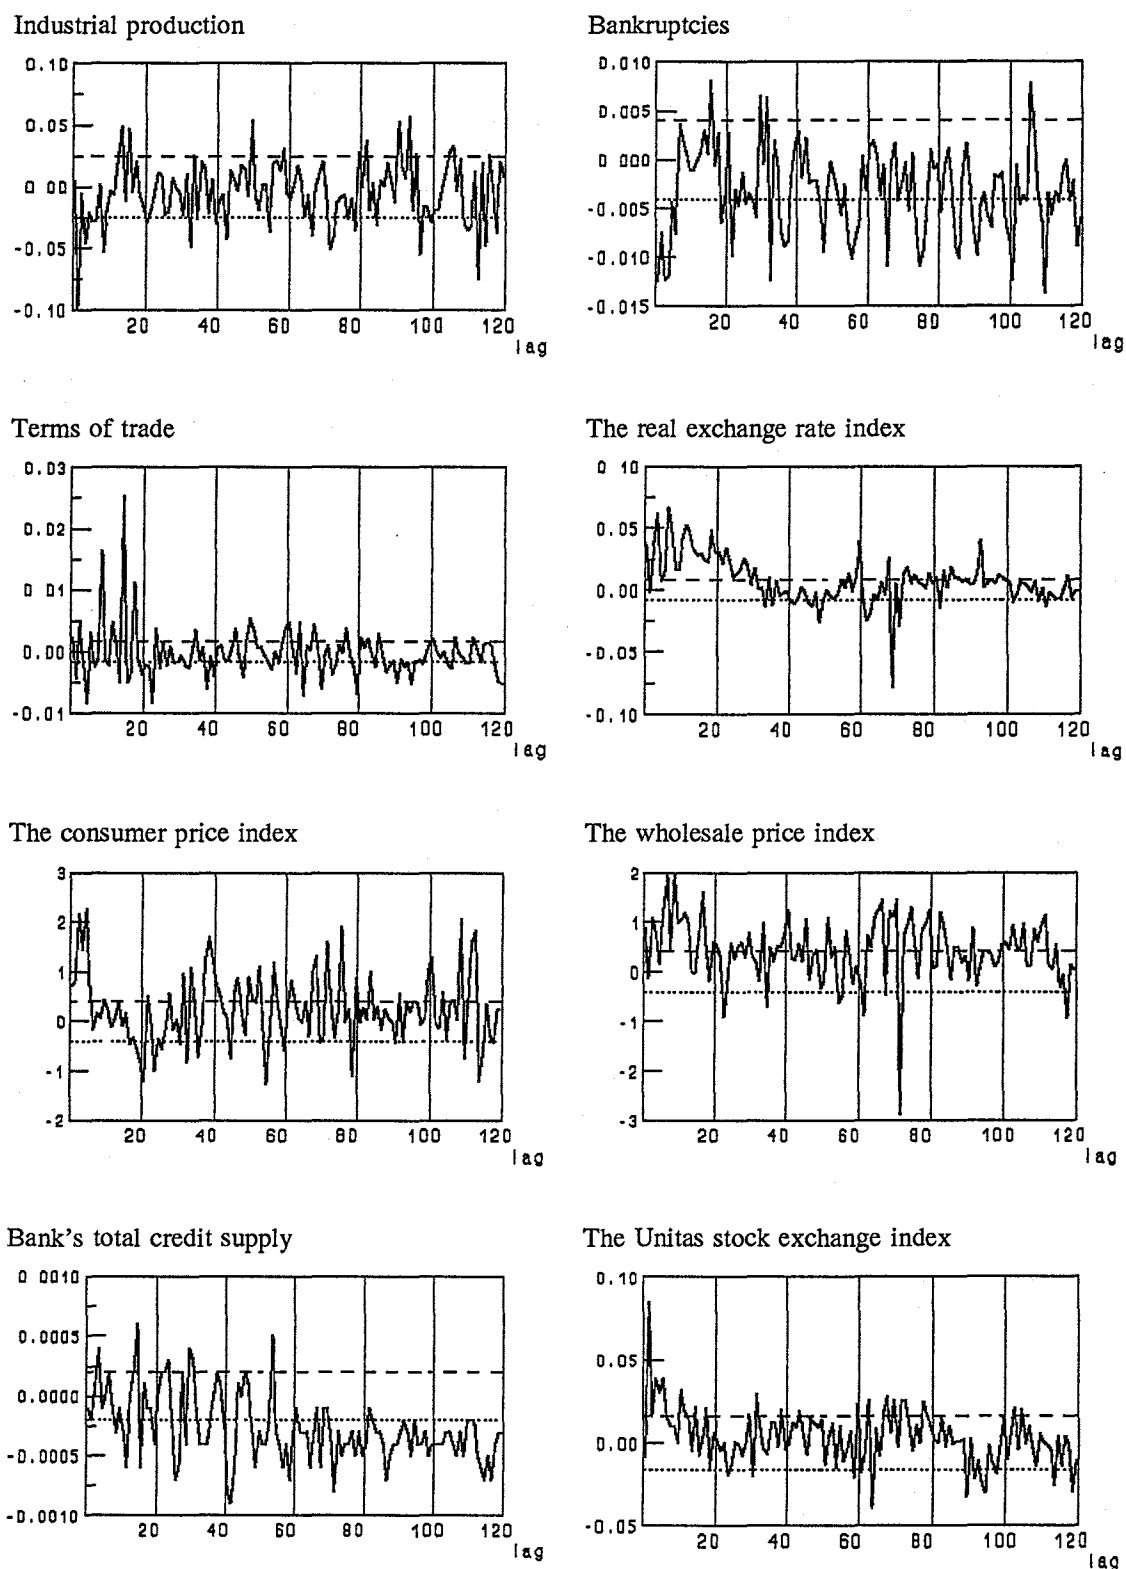 Industrial production
0.10
0.05
0.00
-0.05
-0.10
20 40 60 80 100 120
lag
Bankruptcies
0.010
0.005
0.000
-0.005
-0.010
-0.015
20 40 60 80 100 120
lag
Terms of trade
0.03
0.02
0.01
0.00
-0.01
20 40 60 80 100 120
lag
The real exchange rate index
0.10
0.05
0.00
-0.05
-0.10
20 40 60 80 100 120
lag
The consumer price index
3
2
1
0
-1
-2
20 40 60 80 100 120
lag
The wholesale price index
2
1
0
-1
-2
-3
20 40 60 80 100 120
lag
Bank's total credit supply
0.0010
0.0005
0.0000
-0.0005
-0.0010
20 40 60 80 100 120
lag
The Unitas stock exchange index
0.10
0.05
0.00
-0.05
20 40 60 80 100 120
lag